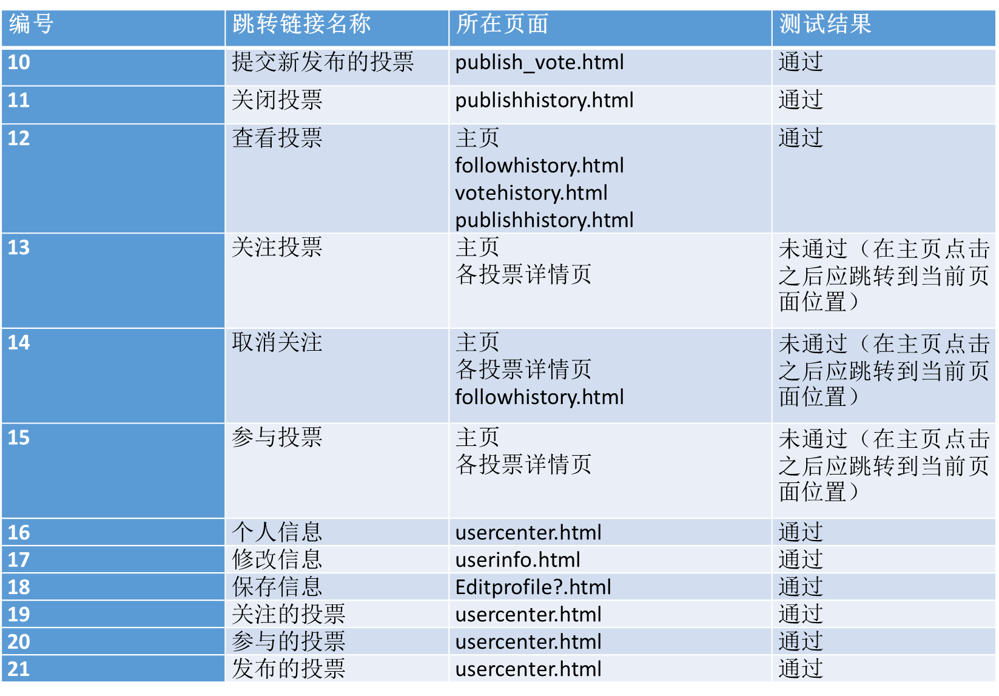 编号 跳转链接名称 所在页面 测试结果
10 提交新发布的投票 publish_vote.html 通过
11 关闭投票 publishhistory.html 通过
12 查看投票 主页 通过
followhistory.html
votehistory.html
publishhistory.html
13 关注投票 主页 未通过（在主页点击
各投票详情页 之后应跳转到当前页
面位置）
14 取消关注 主页 未通过（在主页点击
各投票详情页 之后应跳转到当前页
followhistory.html 面位置）
15 参与投票 主页 未通过（在主页点击
各投票详情页 之后应跳转到当前页
面位置）
16 个人信息 usercenter.html 通过
17 修改信息 userinfo.html 通过
18 保存信息 Editprofile?.html 通过
19 关注的投票 usercenter.html 通过
20 参与的投票 usercenter.html 通过
21 发布的投票 usercenter.html 通过